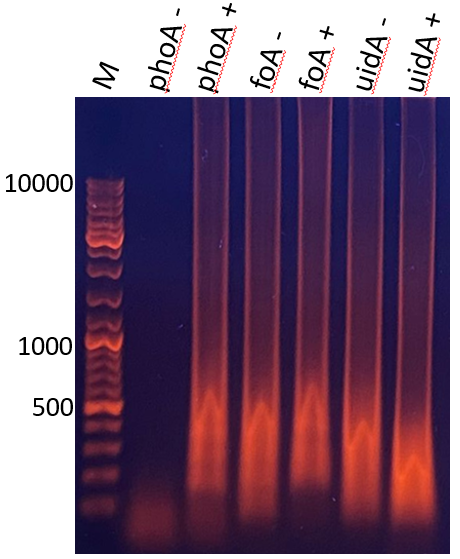 M
phoA -
phoA +
foA -
foA +
uidA -
uidA +
10000
1000
500